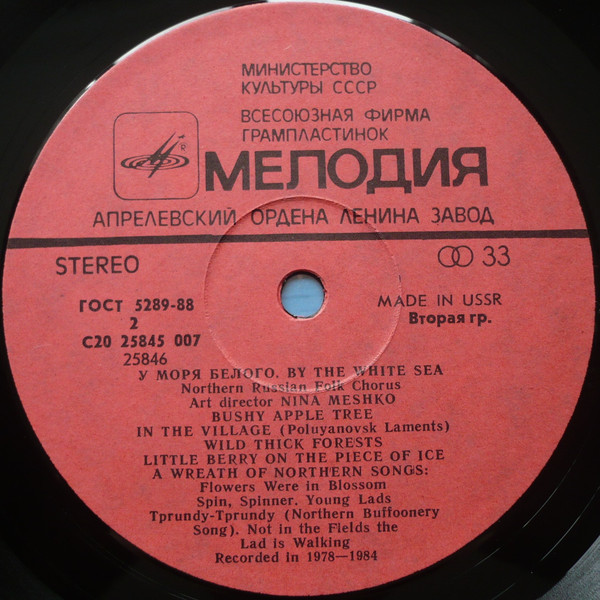 МИНИСТЕРСТВО
КУЛЬТУРЫ СССР
ВСЕСОЮЗНАЯ ФИРМА
ГРАМПЛАСТИНОК
МЕЛОДИЯ
АПРЕЛЕВСКИЙ ОРДЕНА ЛЕНИНА ЗАВОД
STEREO
33
ГОСТ 5289-88
MADE IN USSR
2
Вторая гр.
С20 25845 007
25846
У МОРЯ БЕЛОГО. BY THE WHITE SEA
Northern Russian Folk Chorus
Art director NINA MESHKO
BUSHY APPLE TREE
IN THE VILLAGE (Poluyanovsk Laments)
WILD THICK FORESTS
LITTLE BERRY ON THE PIECE OF ICE
A WREATH OF NORTHERN SONGS:
Flowers Were in Blossom
Spin, Spinner. Young Lads
Tprundy-Tprundy (Northern Buffoonery
Song). Not in the Fields the
Lad is Walking
Recorded in 1978—1984